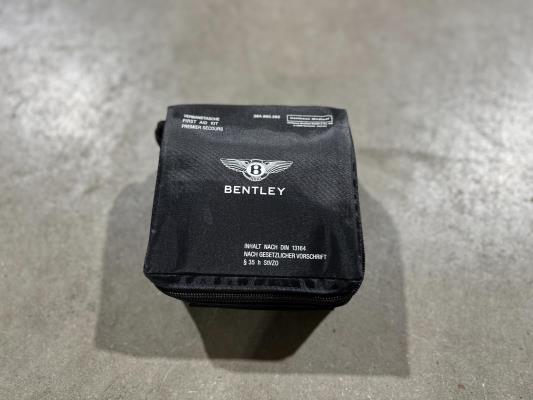 VERBANDTASCHE
FIRST AID KIT
PREMIER SECOURS
B
BENTLEY
INHALT NACH DIN 13164
NACH GESETZLICHER VORSCHRIFT
§ 35 h StVZO